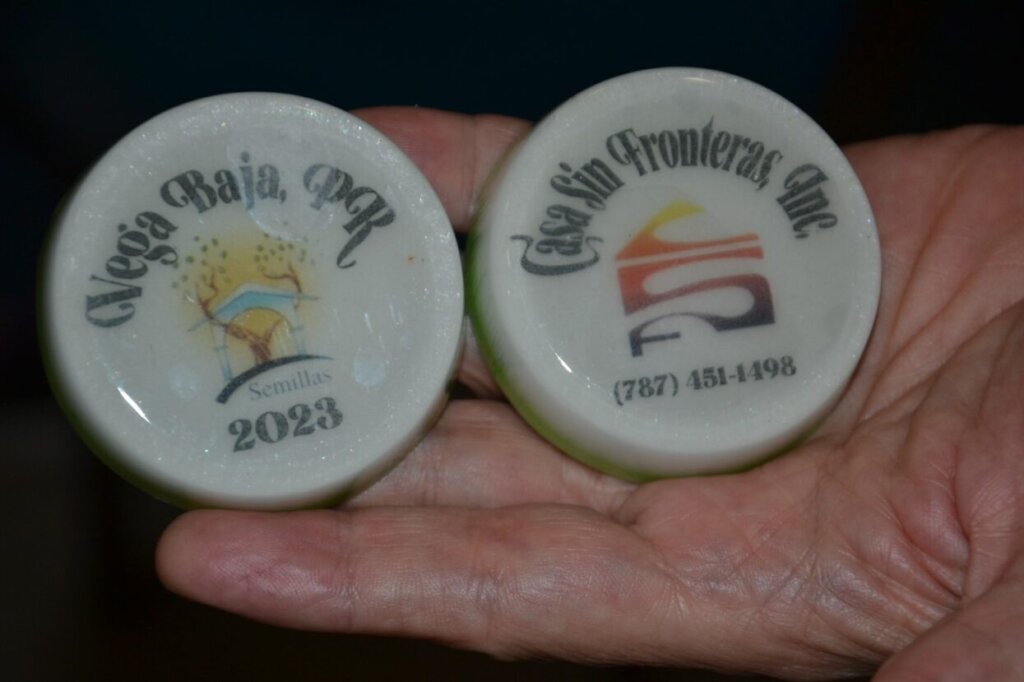 Vega Baja, PR
Semillas
2023
Casa Sin Fronteras, Inc.
(787) 451-1498